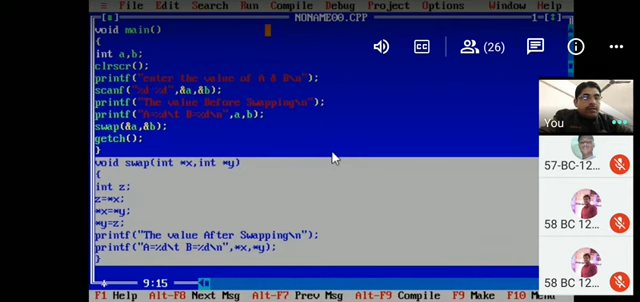 ≡ File Edit Search Run Compile Debug Project Options Window Help
NONAME00.CPP 1=[↕]
void main()
{
int a,b;
clrscr();
printf("enter the value of A & B\n");
scanf("%d %d",&a,&b);
printf("The value Before Swapping\n");
printf("A=%d\t B=%d\n",a,b);
swap(&a,&b);
getch();
}
void swap(int *x,int *y)
{
int z;
z=*x;
*x=*y;
*y=z;
printf("The value After Swapping\n");
printf("A=%d\t B=%d\n",*x,*y);
}
9:15
F1 Help Alt-F8 Next Msg Alt-F7 Prev Msg Alt-F9 Compile F9 Make F10 Menu
CC
(26)
You
57-BC-12...
58 BC 12...
58 BC 12...